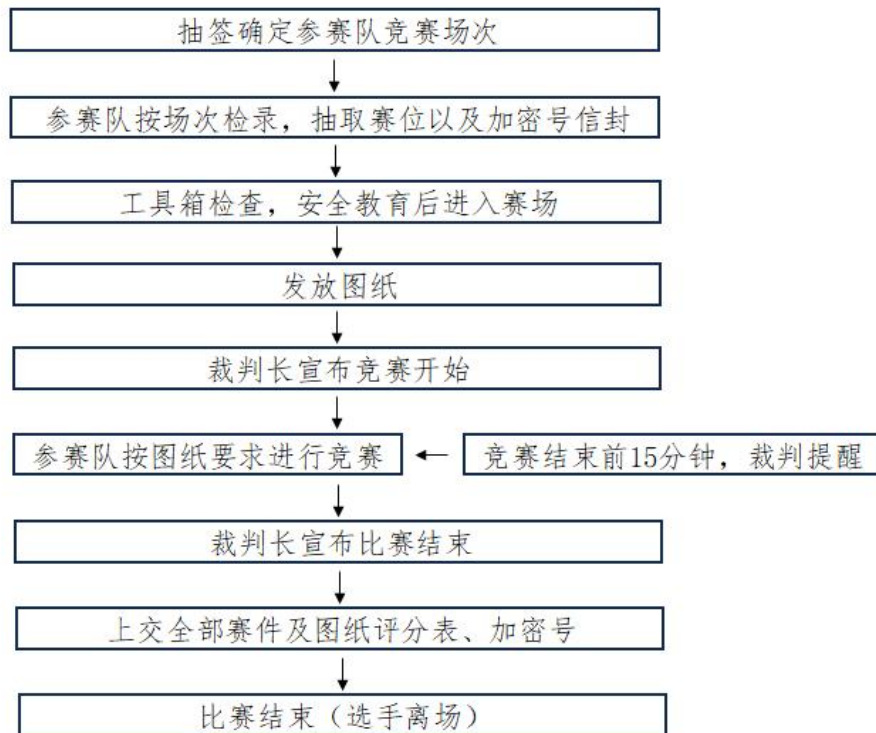 抽签确定参赛队竞赛场次
参赛队按场次检录，抽取赛位以及加密号信封
工具箱检查，安全教育后进入赛场
发放图纸
裁判长宣布竞赛开始
参赛队按图纸要求进行竞赛
竞赛结束前15分钟，裁判提醒
裁判长宣布比赛结束
上交全部赛件及图纸评分表、加密号
比赛结束（选手离场）